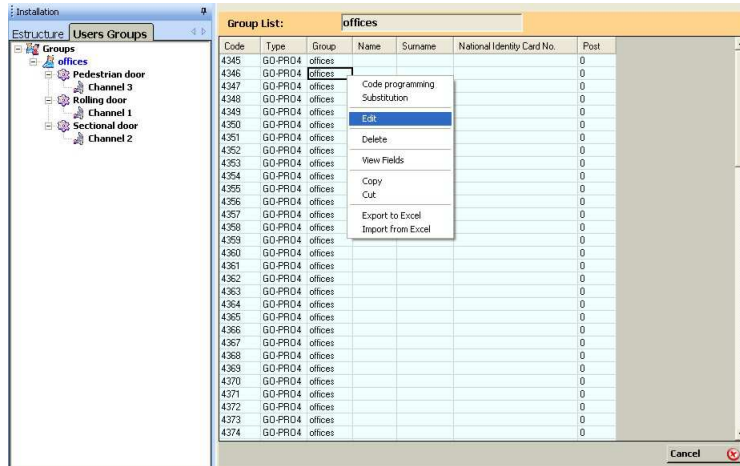 Installation
Estructure Users Groups
Groups
offices
Pedestrian door
Channel 3
Rolling door
Channel 1
Sectional door
Channel 2
Group List: offices
Code Type Group Name Surname National Identity Card No. Post
4345 GO-PRO4 offices 0
4346 GO-PRO4 offices 0
4347 GO-PRO4 offices 0
4348 GO-PRO4 offices 0
4349 GO-PRO4 offices 0
4350 GO-PRO4 offices 0
4351 GO-PRO4 offices 0
4352 GO-PRO4 offices 0
4353 GO-PRO4 offices 0
4354 GO-PRO4 offices 0
4355 GO-PRO4 offices 0
4356 GO-PRO4 offices 0
4357 GO-PRO4 offices 0
4358 GO-PRO4 offices 0
4359 GO-PRO4 offices 0
4360 GO-PRO4 offices 0
4361 GO-PRO4 offices 0
4362 GO-PRO4 offices 0
4363 GO-PRO4 offices 0
4364 GO-PRO4 offices 0
4365 GO-PRO4 offices 0
4366 GO-PRO4 offices 0
4367 GO-PRO4 offices 0
4368 GO-PRO4 offices 0
4369 GO-PRO4 offices 0
4370 GO-PRO4 offices 0
4371 GO-PRO4 offices 0
4372 GO-PRO4 offices 0
4373 GO-PRO4 offices 0
4374 GO-PRO4 offices 0
Code programming
Substitution
Edit
Delete
View Fields
Copy
Cut
Export to Excel
Import from Excel
Cancel